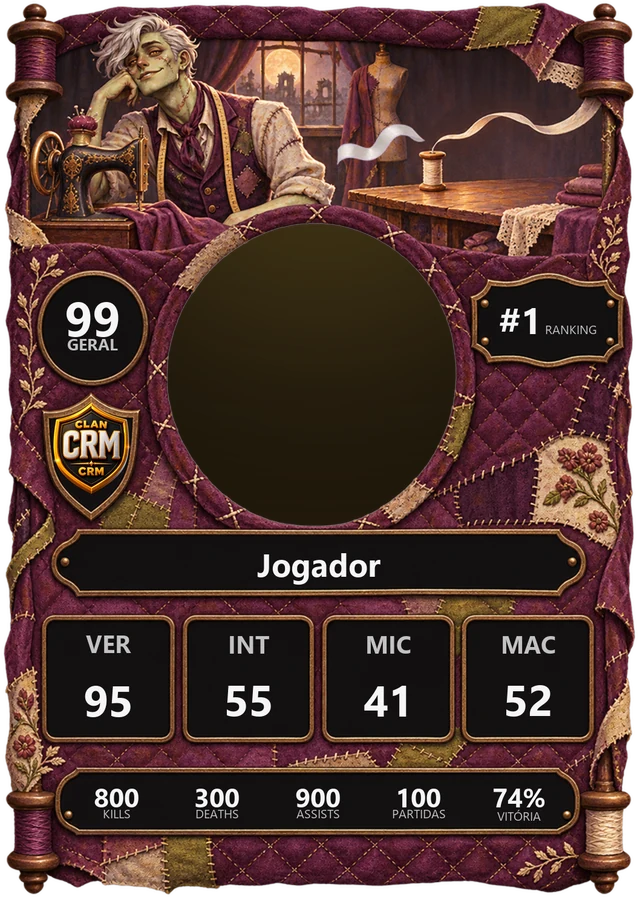 99
GERAL
#1 RANKING
CLAN
CRM
CRM
Jogador
VER INT MIC MAC
95 55 41 52
800 300 900 100 74%
KILLS DEATHS ASSISTS PARTIDAS VITÓRIA